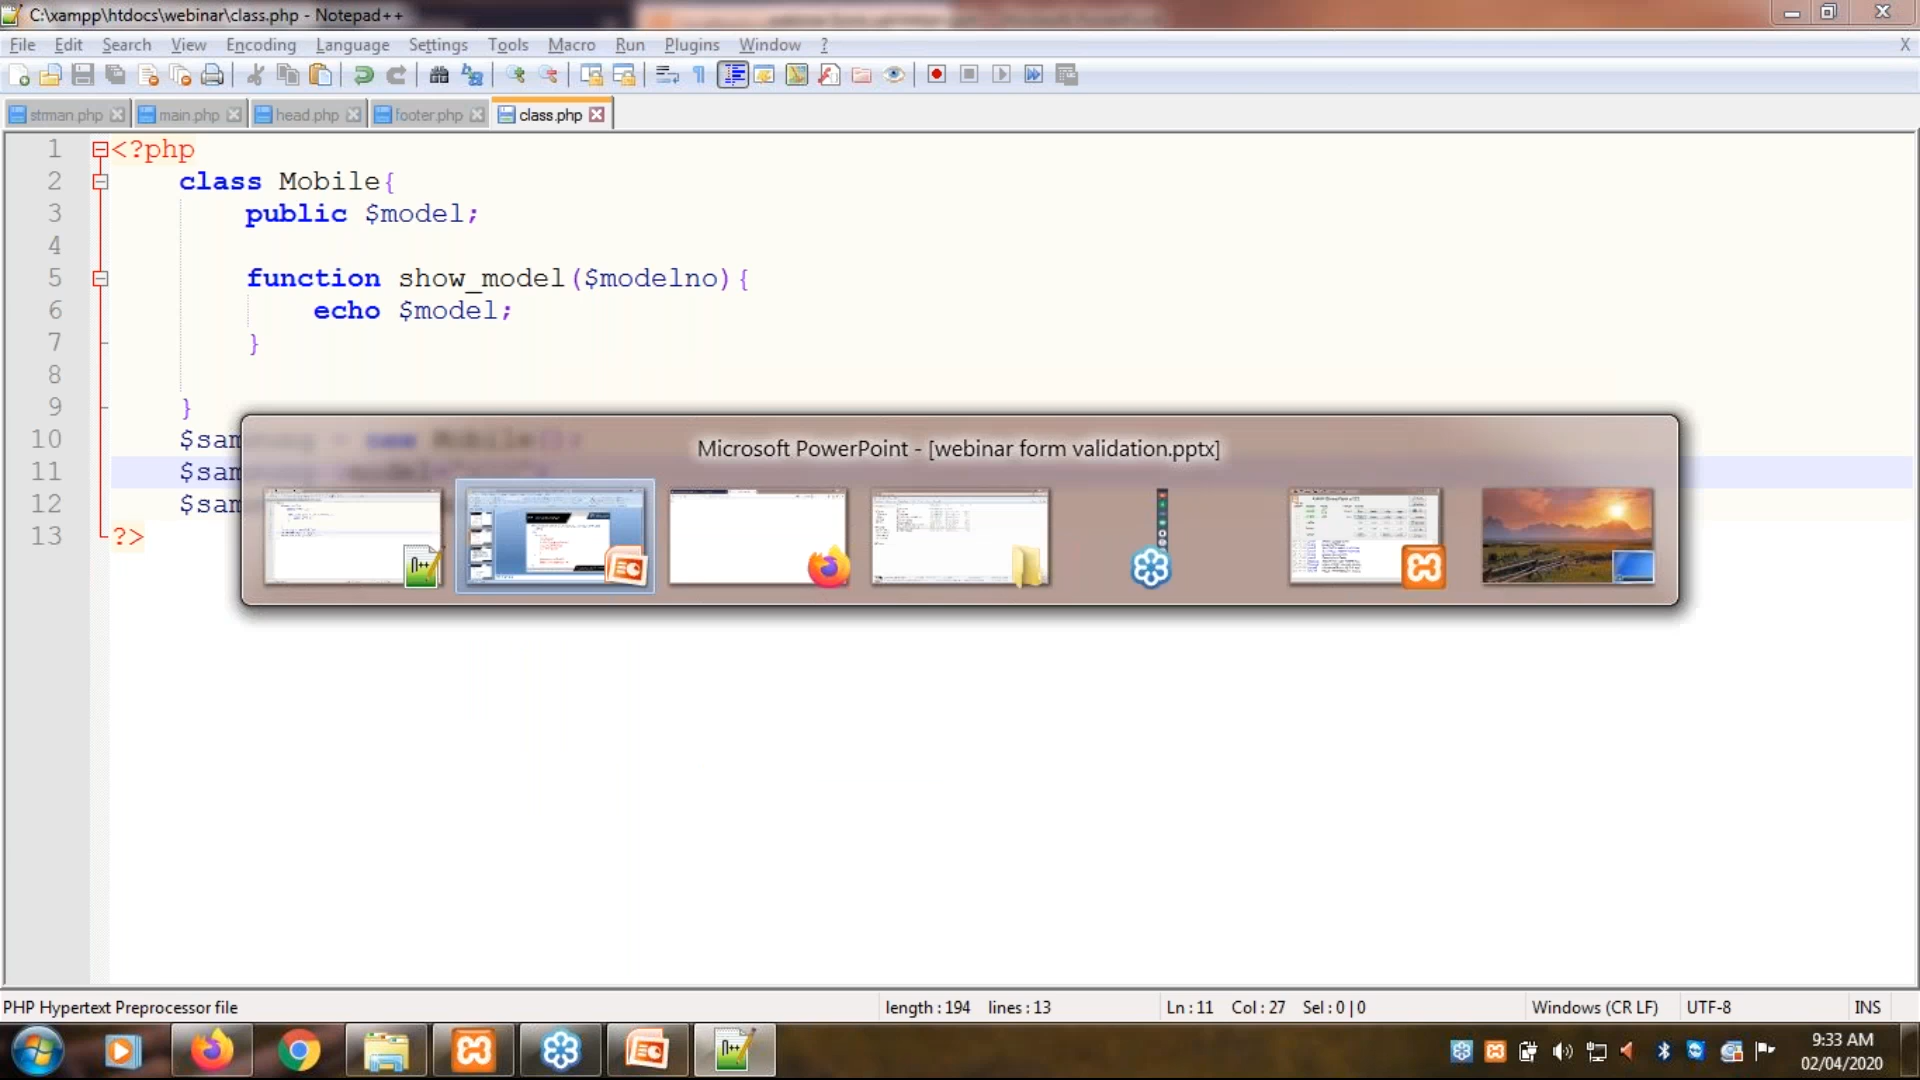 C:\xampp\htdocs\webinar\class.php - Notepad++
File Edit Search View Encoding Language Settings Tools Macro Run Plugins Window ? X
stman.php main.php head.php footer.php class.php
1 <?php
2 class Mobile{
3 public $model;
4
5 function show_model($modelno){
6 echo $model;
7 }
8
9 }
10 $sam
11 $sam
12 $sam
13 ?>
Microsoft PowerPoint - [webinar form validation.pptx]
PHP Hypertext Preprocessor file length : 194 lines : 13 Ln : 11 Col : 27 Sel : 0 | 0 Windows (CR LF) UTF-8 INS
9:33 AM
02/04/2020